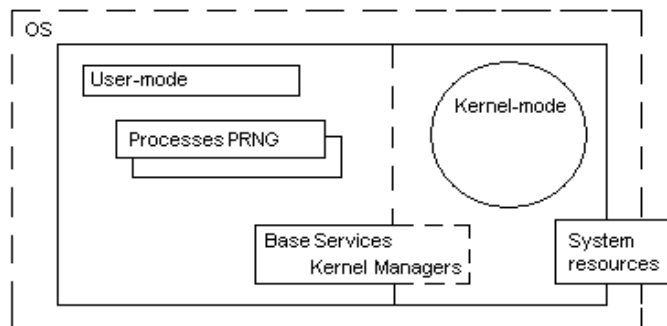 OS
User-mode
Kernel-mode
Processes PRNG
Base Services
Kernel Managers
System
resources